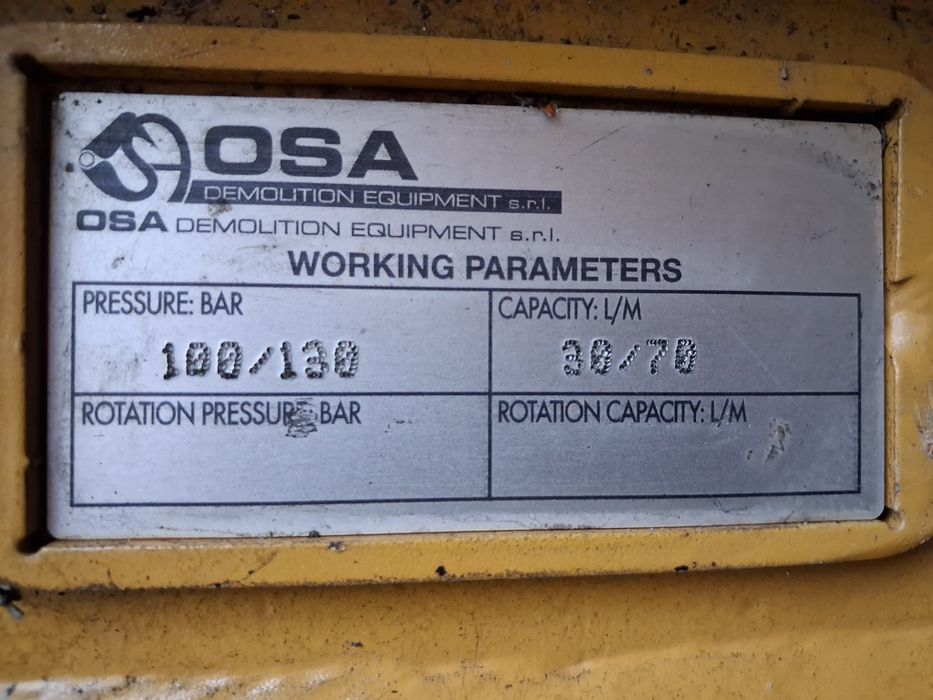 OSA
DEMOLITION EQUIPMENT s.r.l.
OSA DEMOLITION EQUIPMENT s.r.l.
WORKING PARAMETERS
PRESSURE: BAR
100/130
CAPACITY: L/M
30/70
ROTATION PRESSURE: BAR
ROTATION CAPACITY: L/M